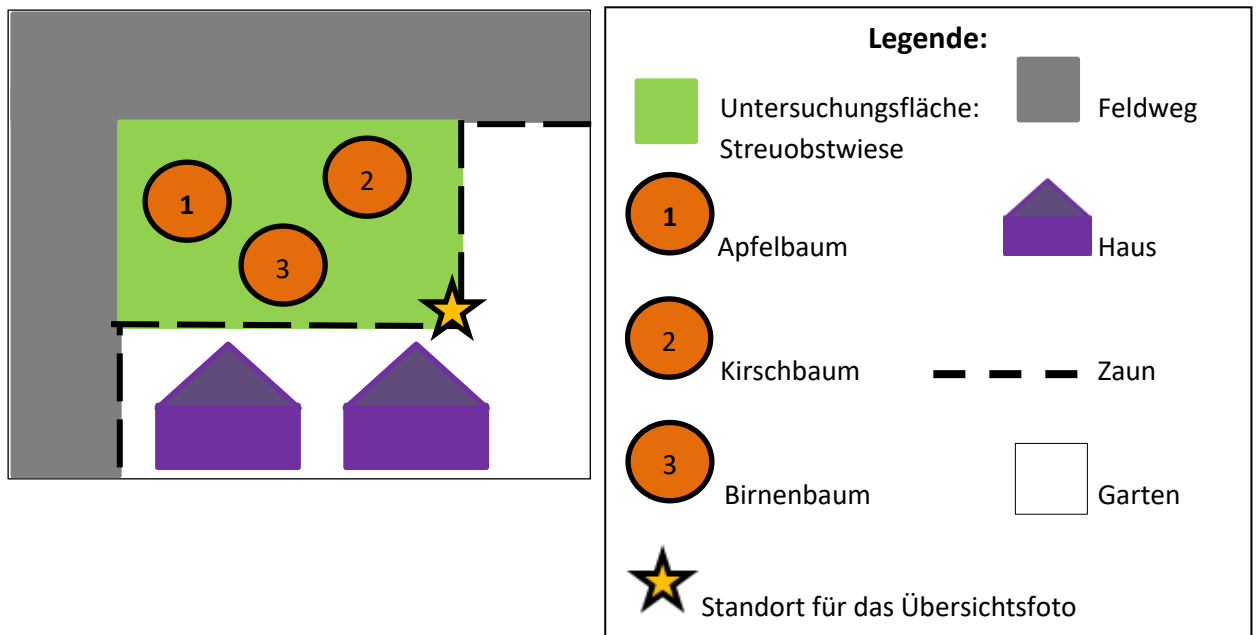 1
2
3
Legende:
Untersuchungsfläche:
Streuobstwiese
Feldweg
1
Apfelbaum
Haus
2
Kirschbaum
Zaun
3
Birnenbaum
Garten
Standort für das Übersichtsfoto